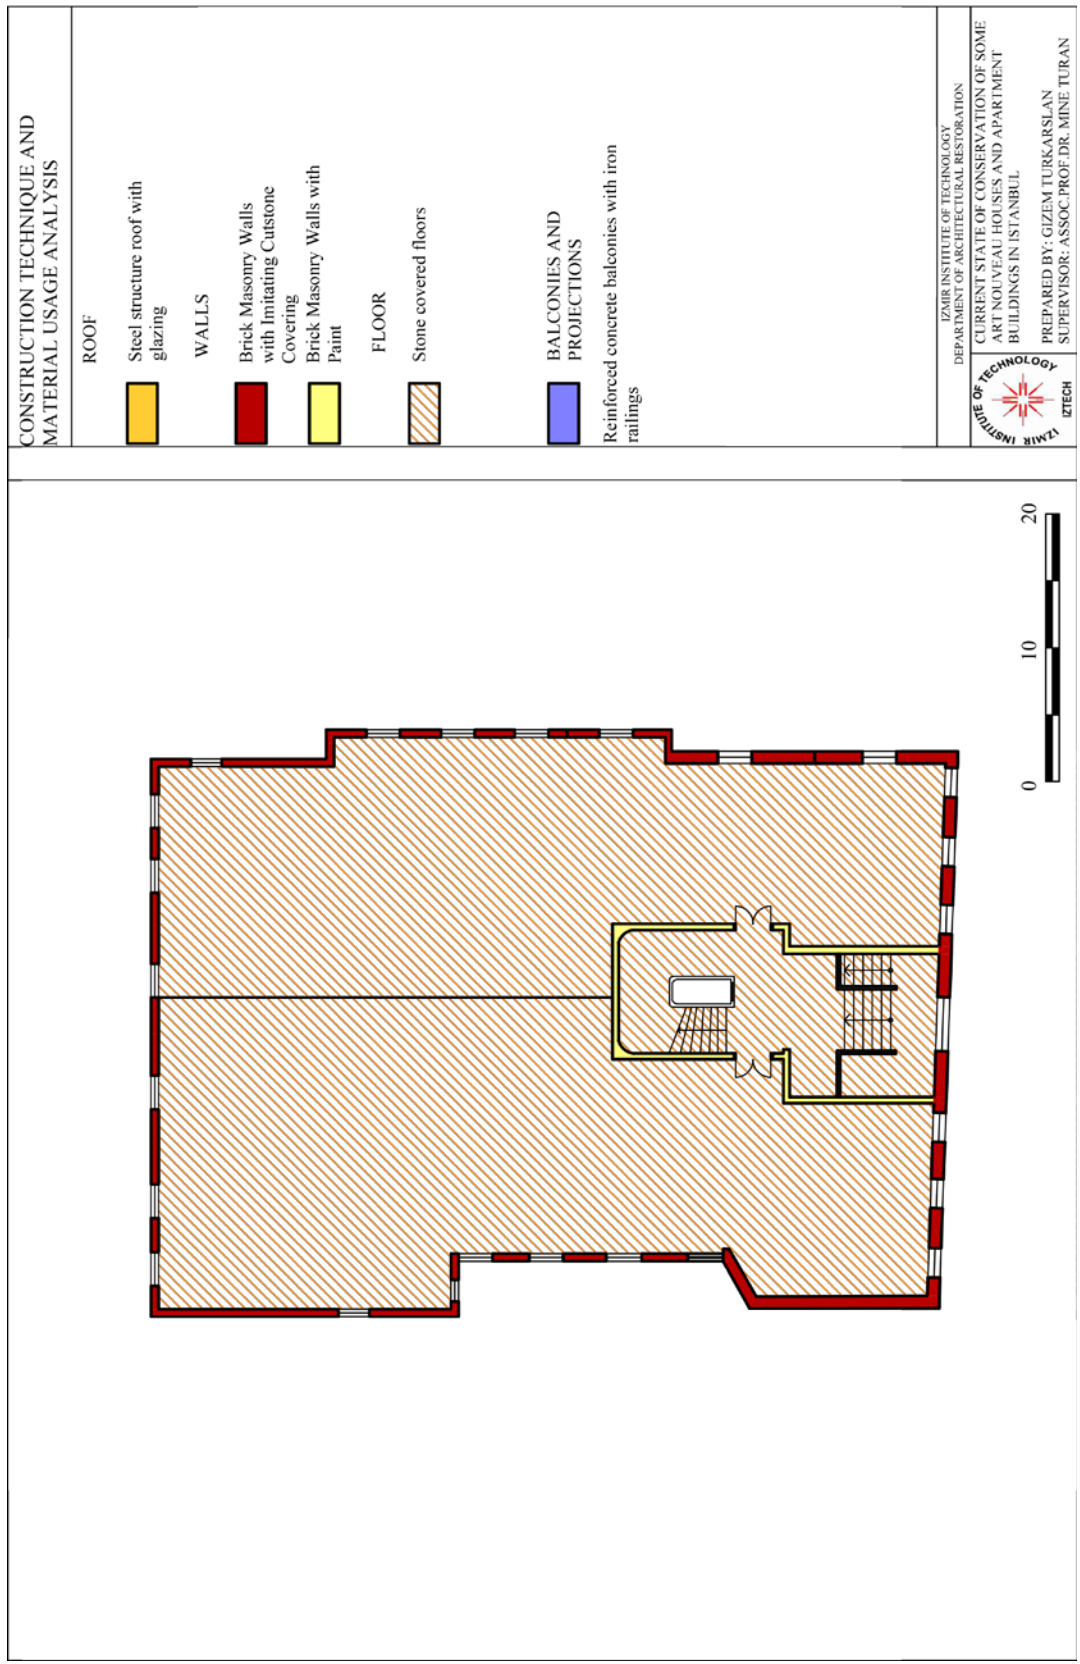 CONSTRUCTION TECHNIQUE AND
MATERIAL USAGE ANALYSIS
ROOF
Steel structure roof with
glazing
WALLS
Brick Masonry Walls
with Imitating Cutstone
Covering
Brick Masonry Walls with
Paint
FLOOR
Stone covered floors
BALCONIES AND
PROJECTIONS
Reinforced concrete balconies with iron
railings
IZMIR INSTITUTE OF TECHNOLOGY
DEPARTMENT OF ARCHITECTURAL RESTORATION
CURRENT STATE OF CONSERVATION OF SOME
ART NOUVEAU HOUSES AND APARTMENT
BUILDINGS IN ISTANBUL
PREPARED BY: GIZEM TURKARSLAN
SUPERVISOR: ASSOC.PROF.DR. MINE TURAN
IZMIR INSTITUTE OF TECHNOLOGY
IZTECH
0 10 20